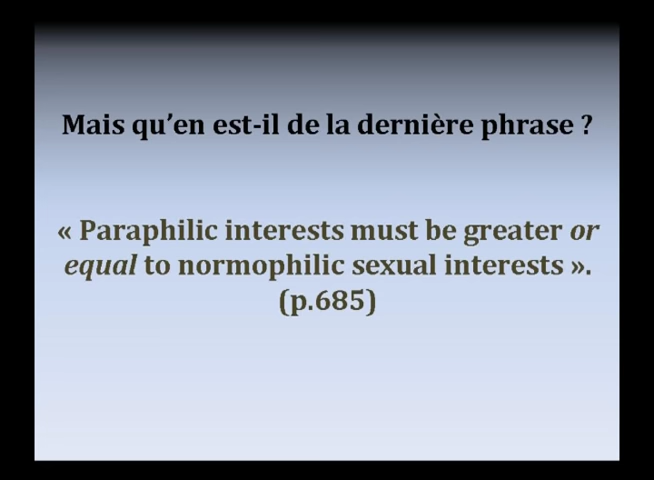 Mais qu’en est-il de la dernière phrase ?
« Paraphilic interests must be greater or
equal to normophilic sexual interests ».
(p.685)